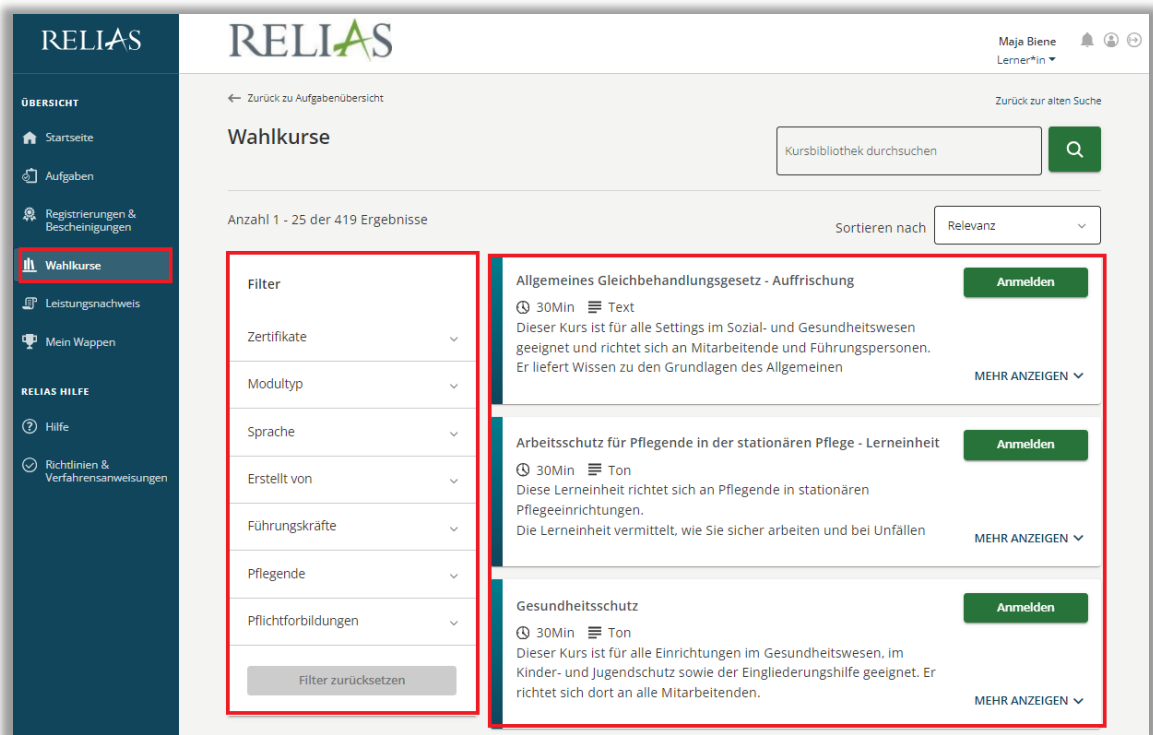 RELIAS
RELIAS
Maja Biene
Lerner*in
ÜBERSICHT
Startseite
Aufgaben
Registrierungen &
Bescheinigungen
Wahlkurse
Leistungsnachweis
Mein Wappen
RELIAS HILFE
Hilfe
Richtlinien &
Verfahrensanweisungen
← Zurück zu Aufgabenübersicht
Zurück zur alten Suche
Wahlkurse
Kursbibliothek durchsuchen
Anzahl 1 - 25 der 419 Ergebnisse
Sortieren nach
Relevanz
Filter
Zertifikate
Modultyp
Sprache
Erstellt von
Führungskräfte
Pflegende
Pflichtforbildungen
Filter zurücksetzen
Allgemeines Gleichbehandlungsgesetz - Auffrischung
Anmelden
30Min Text
Dieser Kurs ist für alle Settings im Sozial- und Gesundheitswesen
geeignet und richtet sich an Mitarbeitende und Führungspersonen.
Er liefert Wissen zu den Grundlagen des Allgemeinen
MEHR ANZEIGEN
Arbeitsschutz für Pflegende in der stationären Pflege - Lerneinheit
Anmelden
30Min Ton
Diese Lerneinheit richtet sich an Pflegende in stationären
Pflegeeinrichtungen.
Die Lerneinheit vermittelt, wie Sie sicher arbeiten und bei Unfällen
MEHR ANZEIGEN
Gesundheitsschutz
Anmelden
30Min Ton
Dieser Kurs ist für alle Einrichtungen im Gesundheitswesen, im
Kinder- und Jugendschutz sowie der Eingliederungshilfe geeignet. Er
richtet sich dort an alle Mitarbeitenden.
MEHR ANZEIGEN